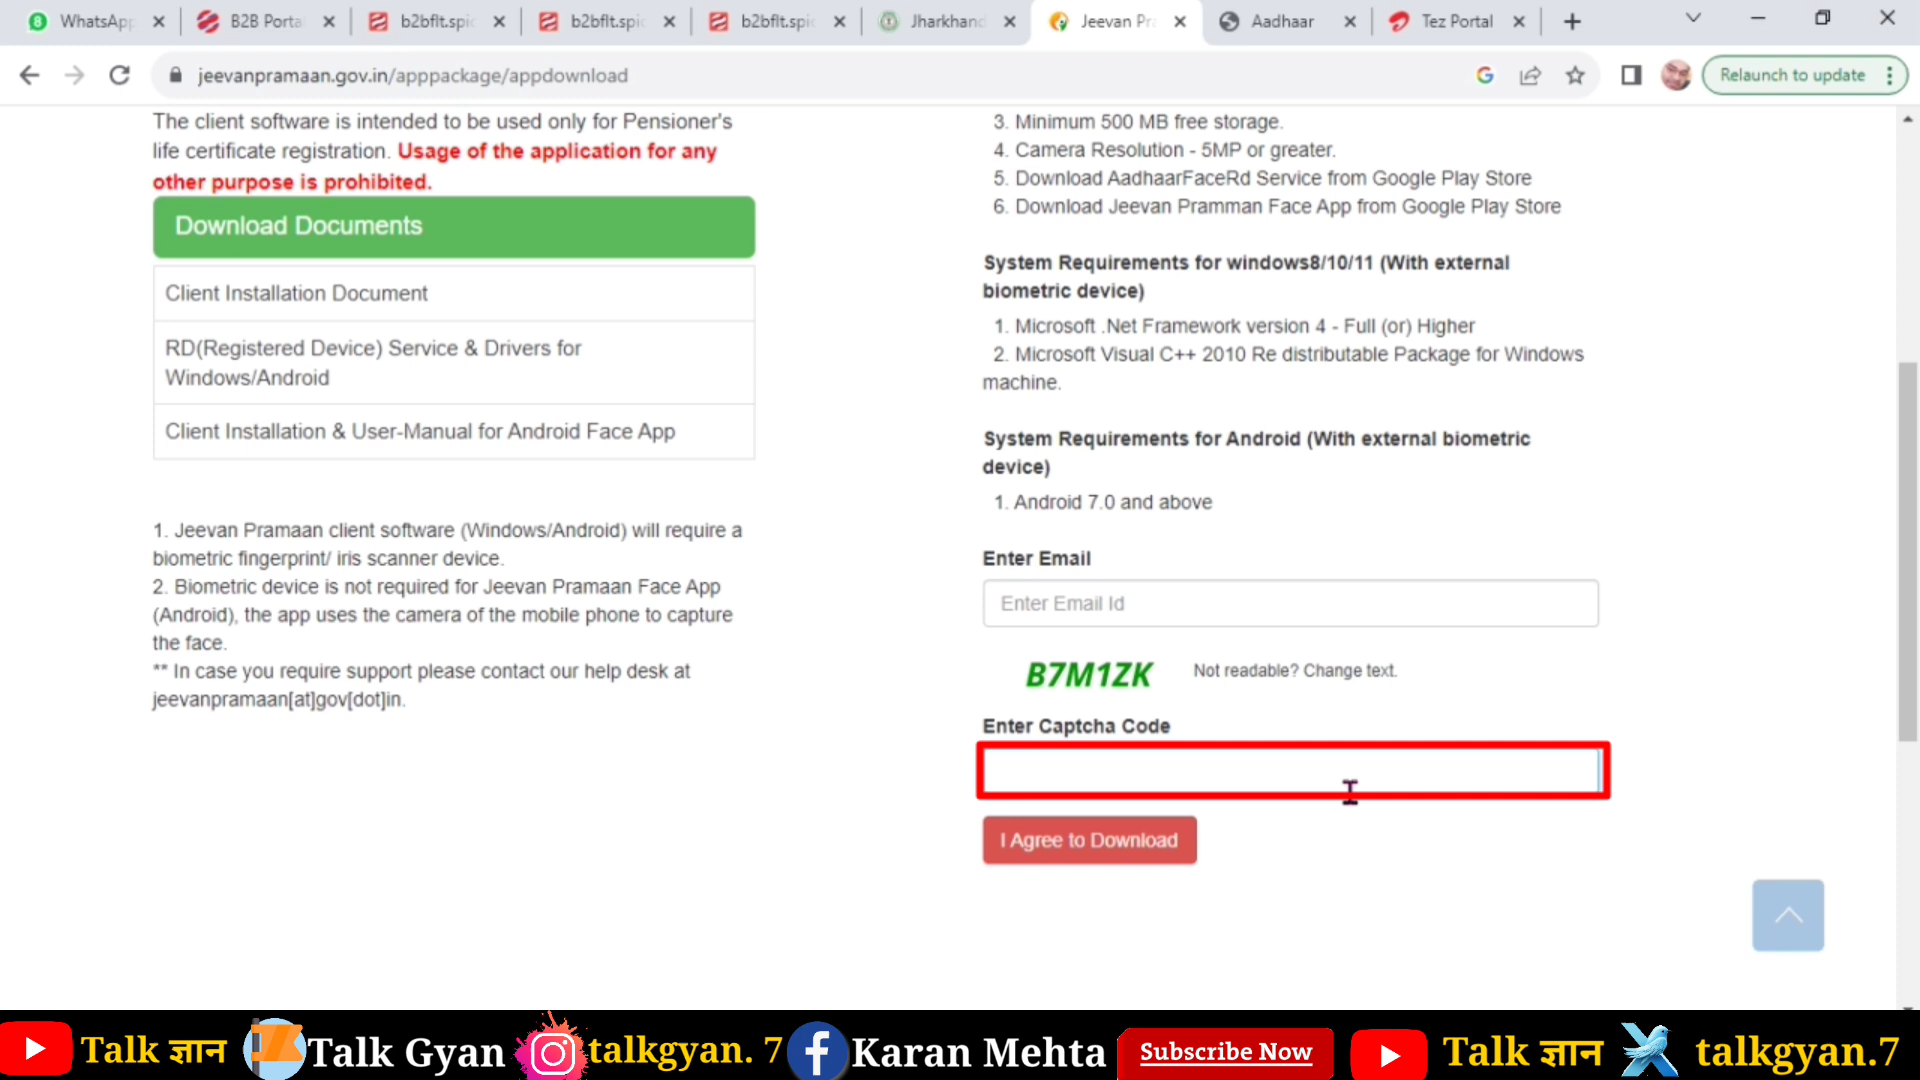 WhatsApp
B2B Porta
b2bflt.spic
b2bflt.spic
b2bflt.spic
Jharkhand
Jeevan Pra
Aadhaar
Tez Portal
jeevanpramaan.gov.in/apppackage/appdownload
Relaunch to update
The client software is intended to be used only for Pensioner's
life certificate registration. Usage of the application for any
other purpose is prohibited.
Download Documents
Client Installation Document
RD(Registered Device) Service & Drivers for
Windows/Android
Client Installation & User-Manual for Android Face App
1. Jeevan Pramaan client software (Windows/Android) will require a
biometric fingerprint/ iris scanner device.
2. Biometric device is not required for Jeevan Pramaan Face App
(Android), the app uses the camera of the mobile phone to capture
the face.
** In case you require support please contact our help desk at
jeevanpramaan[at]gov[dot]in.
3. Minimum 500 MB free storage.
4. Camera Resolution - 5MP or greater.
5. Download AadhaarFaceRd Service from Google Play Store
6. Download Jeevan Pramman Face App from Google Play Store
System Requirements for windows8/10/11 (With external
biometric device)
1. Microsoft .Net Framework version 4 - Full (or) Higher
2. Microsoft Visual C++ 2010 Re distributable Package for Windows
machine.
System Requirements for Android (With external biometric
device)
1. Android 7.0 and above
Enter Email
Enter Email Id
B7M1ZK
Not readable? Change text.
Enter Captcha Code
I Agree to Download
Talk ज्ञान
Talk Gyan
talkgyan. 7
Karan Mehta
Subscribe Now
Talk ज्ञान
talkgyan.7